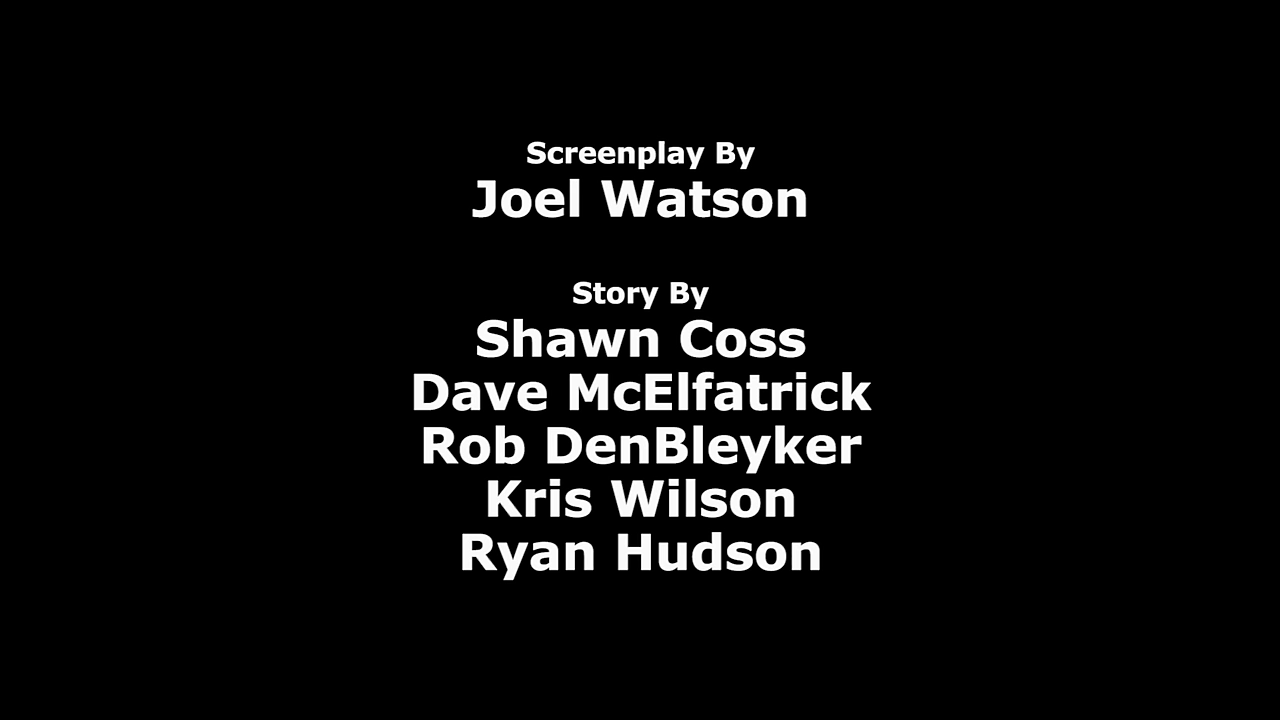 Screenplay By
Joel Watson
Story By
Shawn Coss
Dave McElfatrick
Rob DenBleyker
Kris Wilson
Ryan Hudson